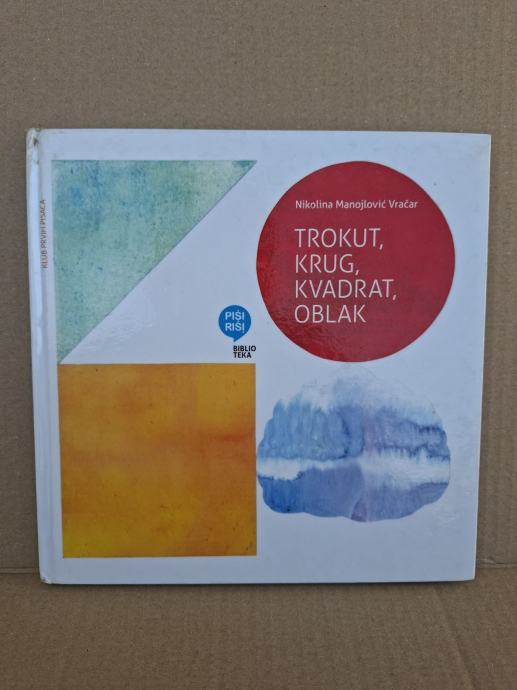 KLUB PRVIH PISACA
Nikolina Manojlović Vračar
TROKUT,
KRUG,
KVADRAT,
OBLAK
PIŠI
RIŠI
BIBLIO
TEKA